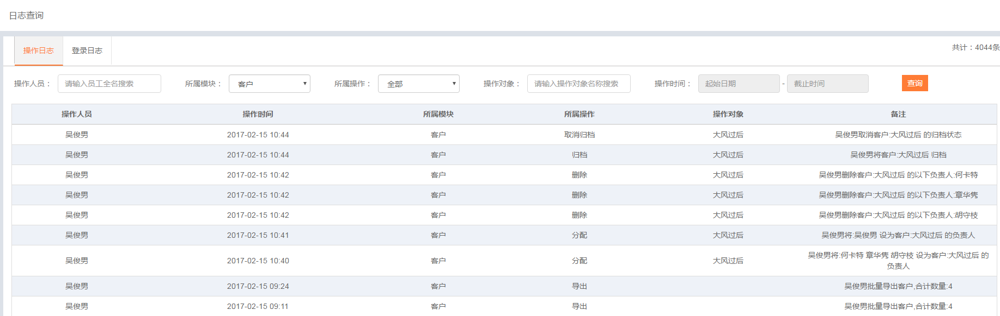 日志查询
操作日志 登录日志 共计：4044条
操作人员： 请输入员工全名搜索 所属模块： 客户 所属操作： 全部 操作对象： 请输入操作对象名称搜索 操作时间： 起始日期 - 截止时间 查询
操作人员 操作时间 所属模块 所属操作 操作对象 备注
吴俊男 2017-02-15 10:44 客户 取消归档 大风过后 吴俊男取消客户:大风过后 的归档状态
吴俊男 2017-02-15 10:44 客户 归档 大风过后 吴俊男将客户:大风过后 归档
吴俊男 2017-02-15 10:42 客户 删除 大风过后 吴俊男删除客户:大风过后 的以下负责人:何卡特
吴俊男 2017-02-15 10:42 客户 删除 大风过后 吴俊男删除客户:大风过后 的以下负责人:章华隽
吴俊男 2017-02-15 10:42 客户 删除 大风过后 吴俊男删除客户:大风过后 的以下负责人:胡守枝
吴俊男 2017-02-15 10:41 客户 分配 大风过后 吴俊男将:吴俊男 设为客户:大风过后 的负责人
吴俊男 2017-02-15 10:40 客户 分配 大风过后 吴俊男将:何卡特 章华隽 胡守枝 设为客户:大风过后 的
负责人
吴俊男 2017-02-15 09:24 客户 导出 吴俊男批量导出客户,合计数量:4
吴俊男 2017-02-15 09:11 客户 导出 吴俊男批量导出客户,合计数量:4